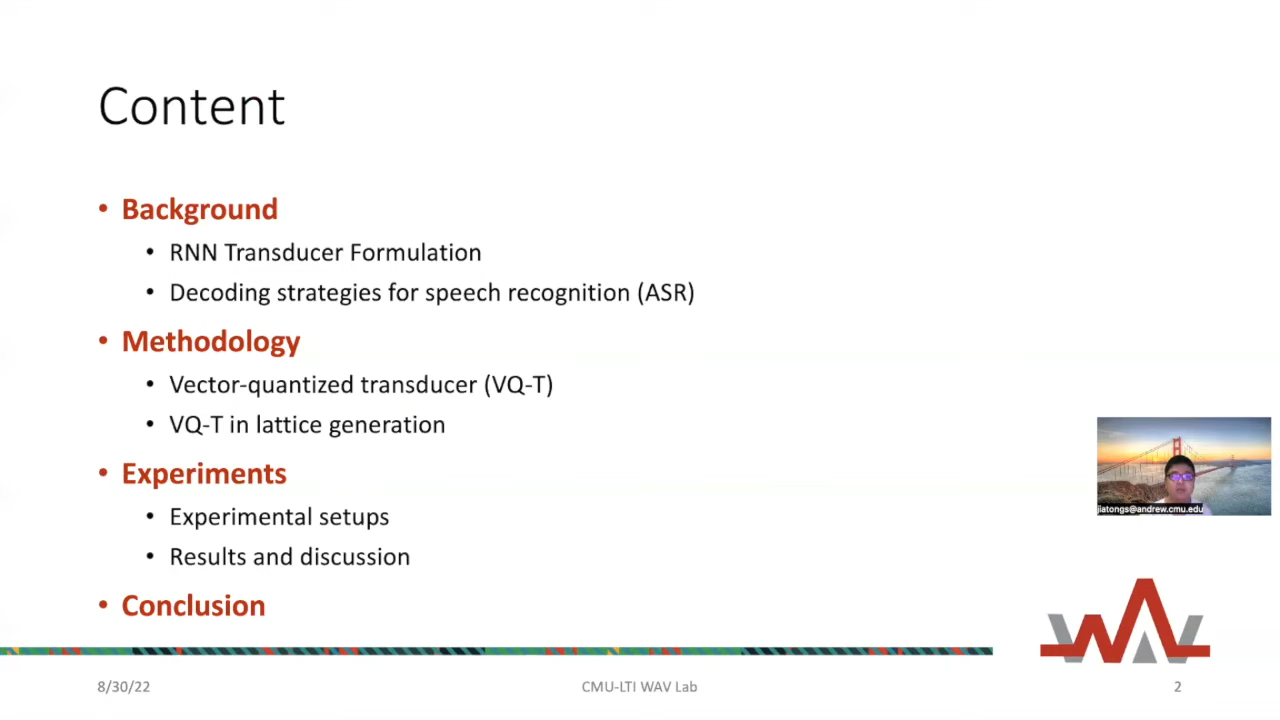 Content
• Background
• RNN Transducer Formulation
• Decoding strategies for speech recognition (ASR)
• Methodology
• Vector-quantized transducer (VQ-T)
• VQ-T in lattice generation
• Experiments
• Experimental setups
• Results and discussion
• Conclusion
jiatongs@andrew.cmu.edu
WAV
8/30/22
CMU-LTI WAV Lab
2